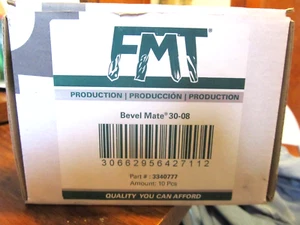 FMT®
PRODUCTION | PRODUCCIÓN | PRODUCTION
Bevel Mate® 30-08
30662956427112
Part # : 3340777
Amount: 10 Pcs
QUALITY YOU CAN AFFORD